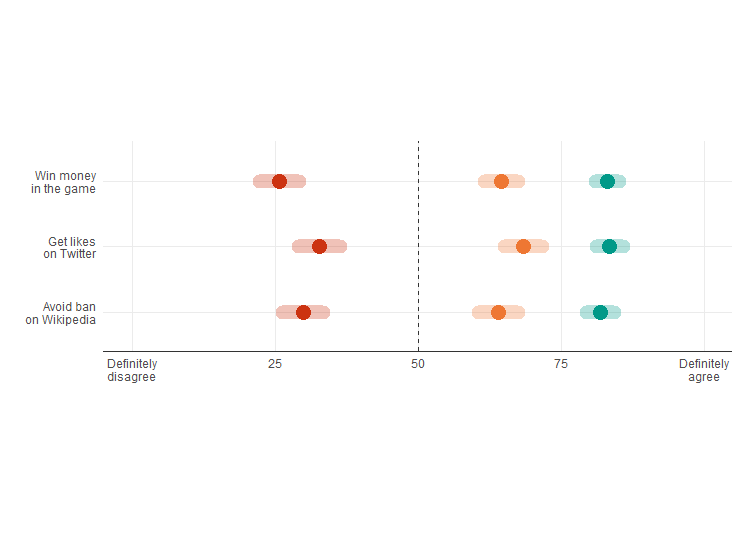 Win money
in the game
Get likes
on Twitter
Avoid ban
on Wikipedia
Definitely
disagree
25
50
75
Definitely
agree